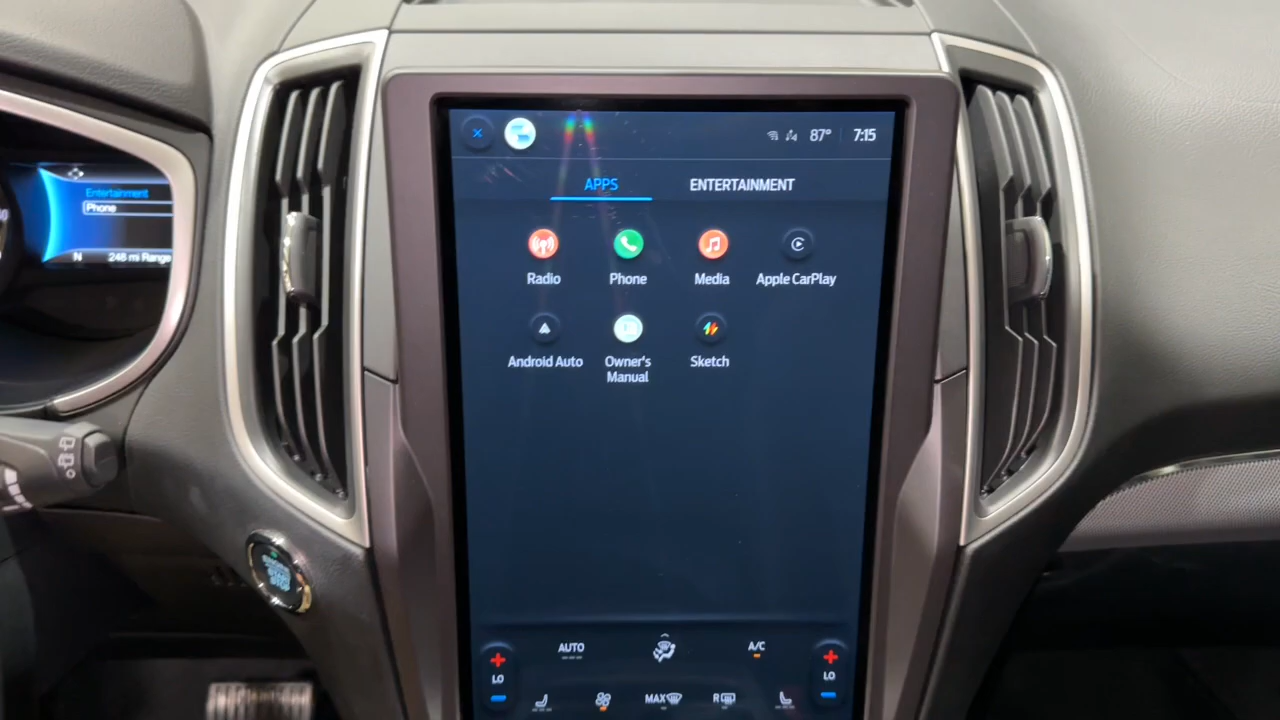 87° 7:15
APPS ENTERTAINMENT
Entertainment
Phone
N 248 mi Range
Radio Phone Media Apple CarPlay
Android Auto Owner's Manual Sketch
AUTO A/C
LO LO
MAX R